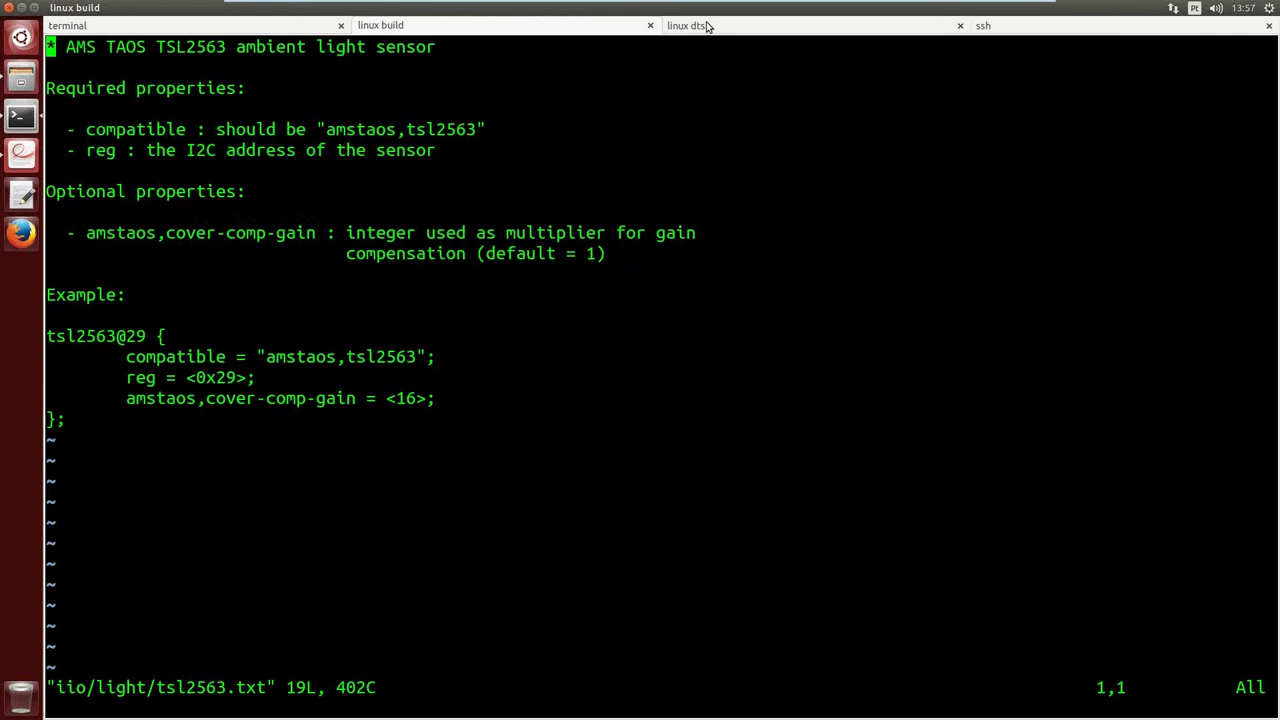 linux build
Pt
13:57
terminal
linux build
linux dts
ssh
* AMS TAOS TSL2563 ambient light sensor
Required properties:
- compatible : should be "amstaos,tsl2563"
- reg : the I2C address of the sensor
Optional properties:
- amstaos,cover-comp-gain : integer used as multiplier for gain
compensation (default = 1)
Example:
tsl2563@29 {
compatible = "amstaos,tsl2563";
reg = <0x29>;
amstaos,cover-comp-gain = <16>;
};
~
~
~
~
~
~
~
~
~
~
~
~
"iio/light/tsl2563.txt" 19L, 402C
1,1
All